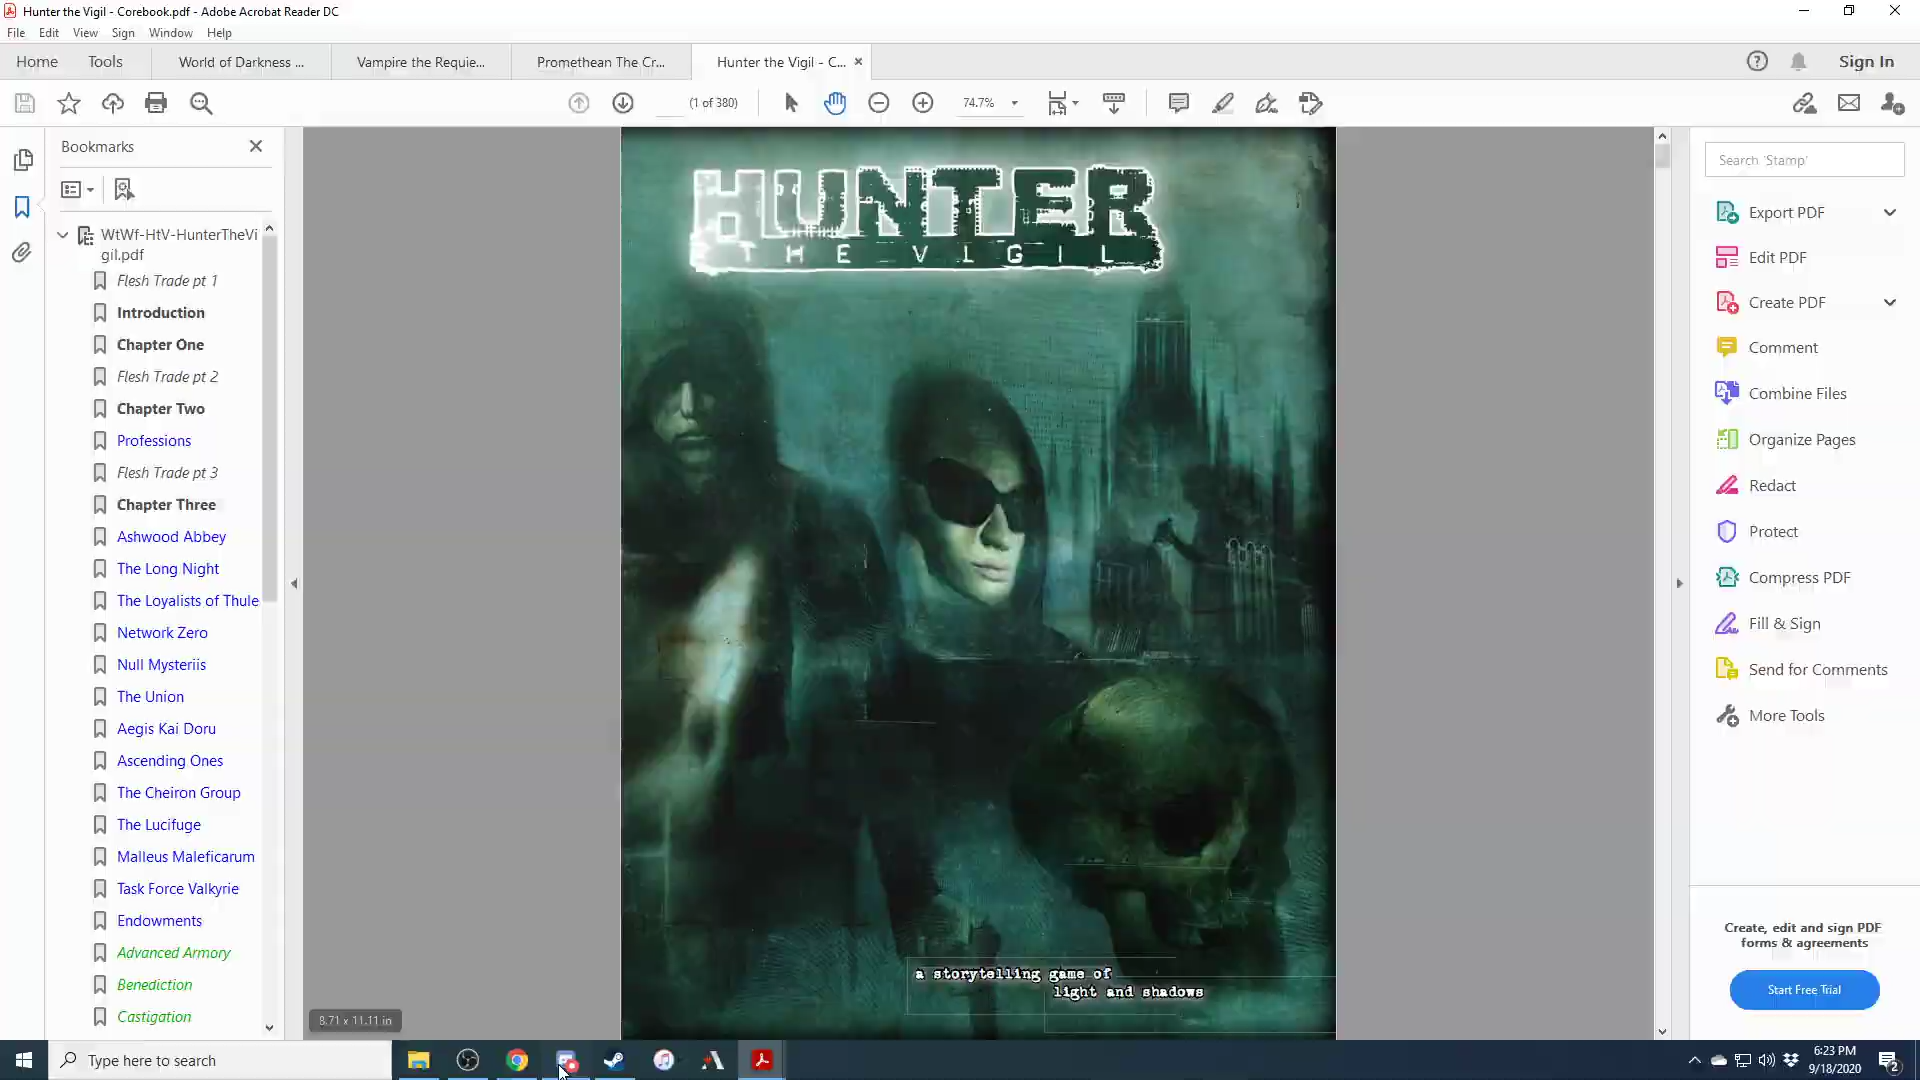 Hunter the Vigil - Corebook.pdf - Adobe Acrobat Reader DC
File Edit View Sign Window Help
Home Tools World of Darkness ... Vampire the Requie... Promethean The Cr... Hunter the Vigil - C... Sign In
(1 of 380) 74.7%
Bookmarks
WtWf-HtV-HunterTheVi
gil.pdf
Flesh Trade pt 1
Introduction
Chapter One
Flesh Trade pt 2
Chapter Two
Professions
Flesh Trade pt 3
Chapter Three
Ashwood Abbey
The Long Night
The Loyalists of Thule
Network Zero
Null Mysteriis
The Union
Aegis Kai Doru
Ascending Ones
The Cheiron Group
The Lucifuge
Malleus Maleficarum
Task Force Valkyrie
Endowments
Advanced Armory
Benediction
Castigation
HUNTER
THE VIGIL
a storytelling game of
light and shadows
8.71 x 11.11 in
Search 'Stamp'
Export PDF
Edit PDF
Create PDF
Comment
Combine Files
Organize Pages
Redact
Protect
Compress PDF
Fill & Sign
Send for Comments
More Tools
Create, edit and sign PDF
forms & agreements
Start Free Trial
Type here to search
6:23 PM
9/18/2020
2